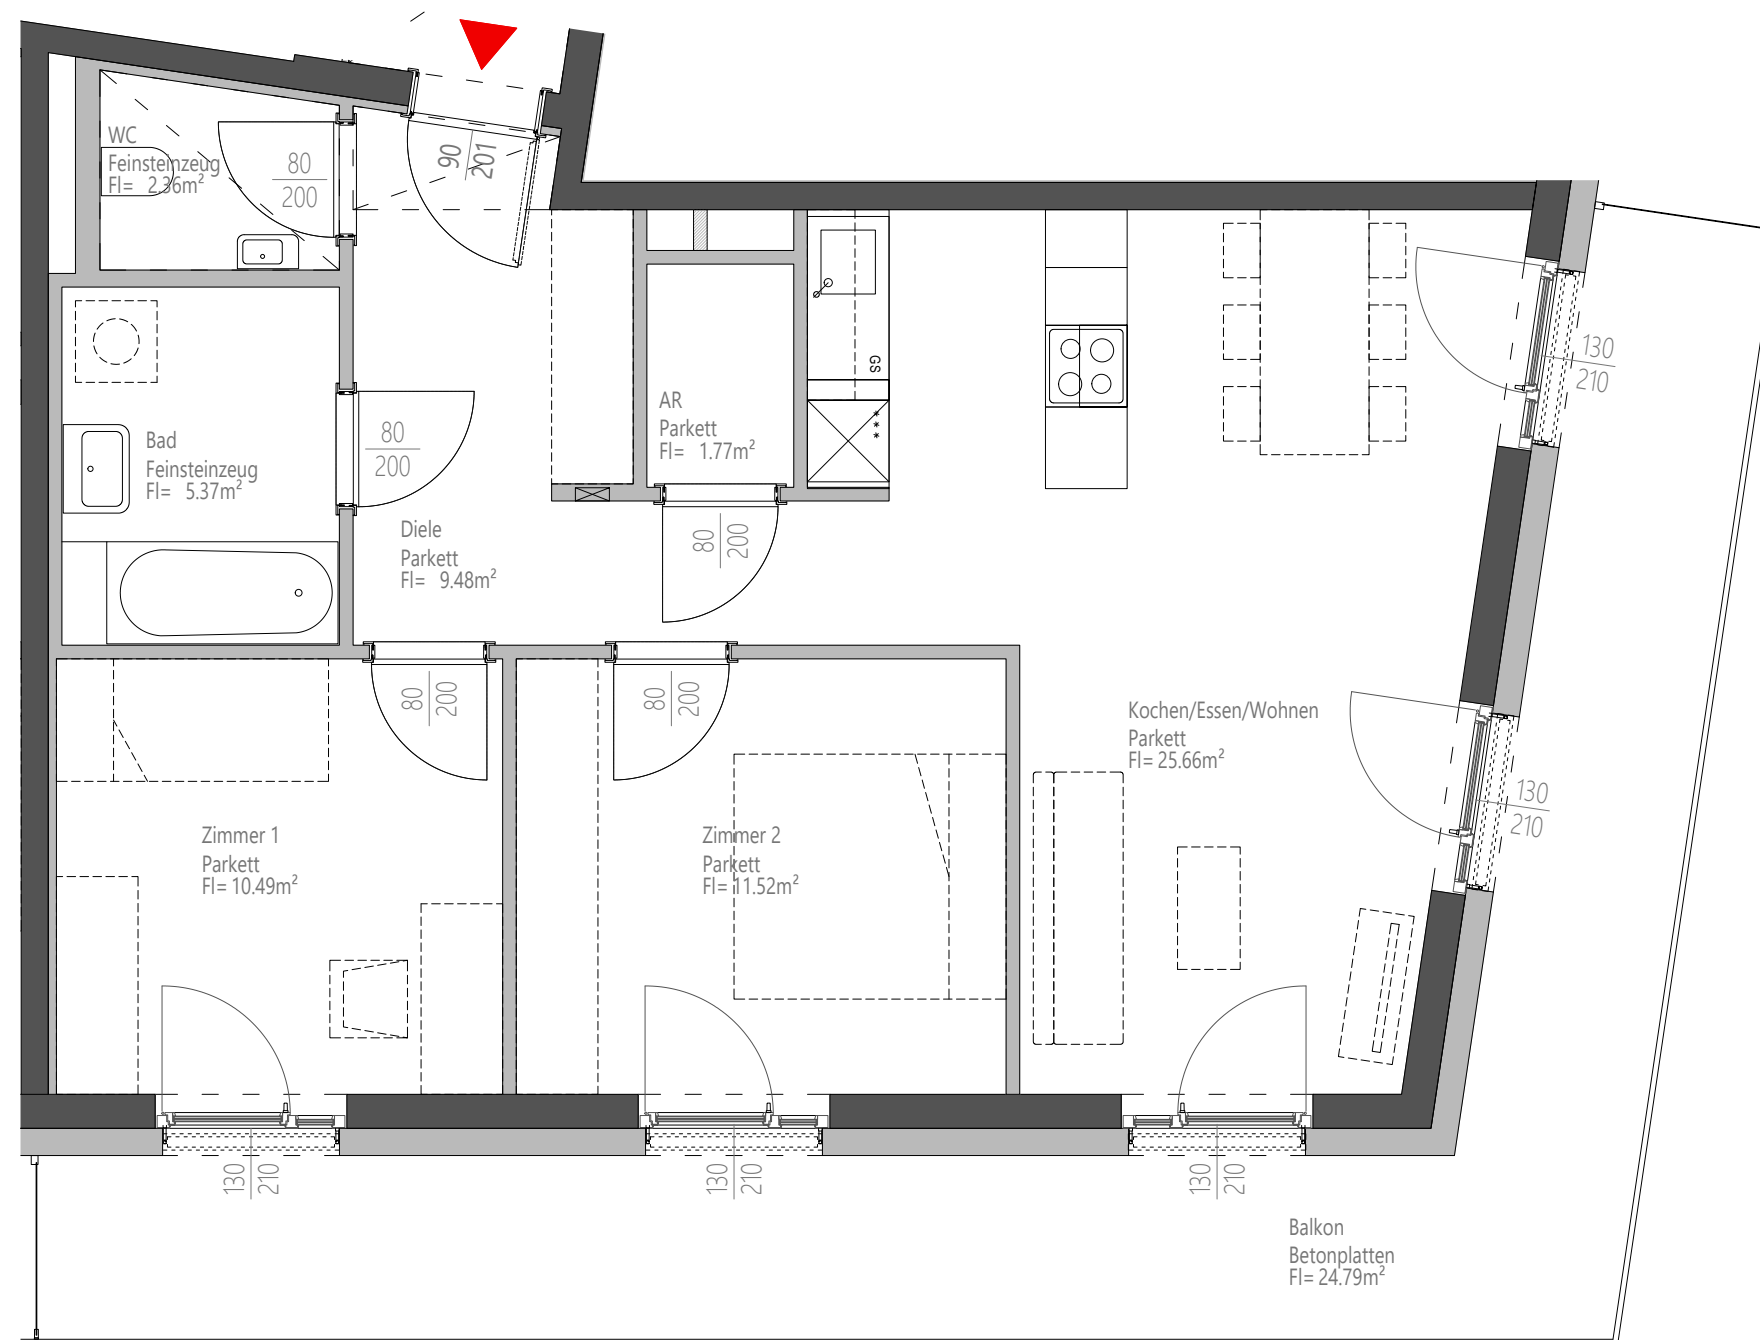 WC
Feinsteinzeug
Fl= 2.36m²
80
200
90
201
Bad
Feinsteinzeug
Fl= 5.37m²
80
200
AR
Parkett
Fl= 1.77m²
GS
***
130
210
Diele
Parkett
Fl= 9.48m²
80
200
80
200
80
200
Kochen/Essen/Wohnen
Parkett
Fl= 25.66m²
130
210
Zimmer 1
Parkett
Fl= 10.49m²
Zimmer 2
Parkett
Fl= 11.52m²
130
210
130
210
130
210
Balkon
Betonplatten
Fl= 24.79m²